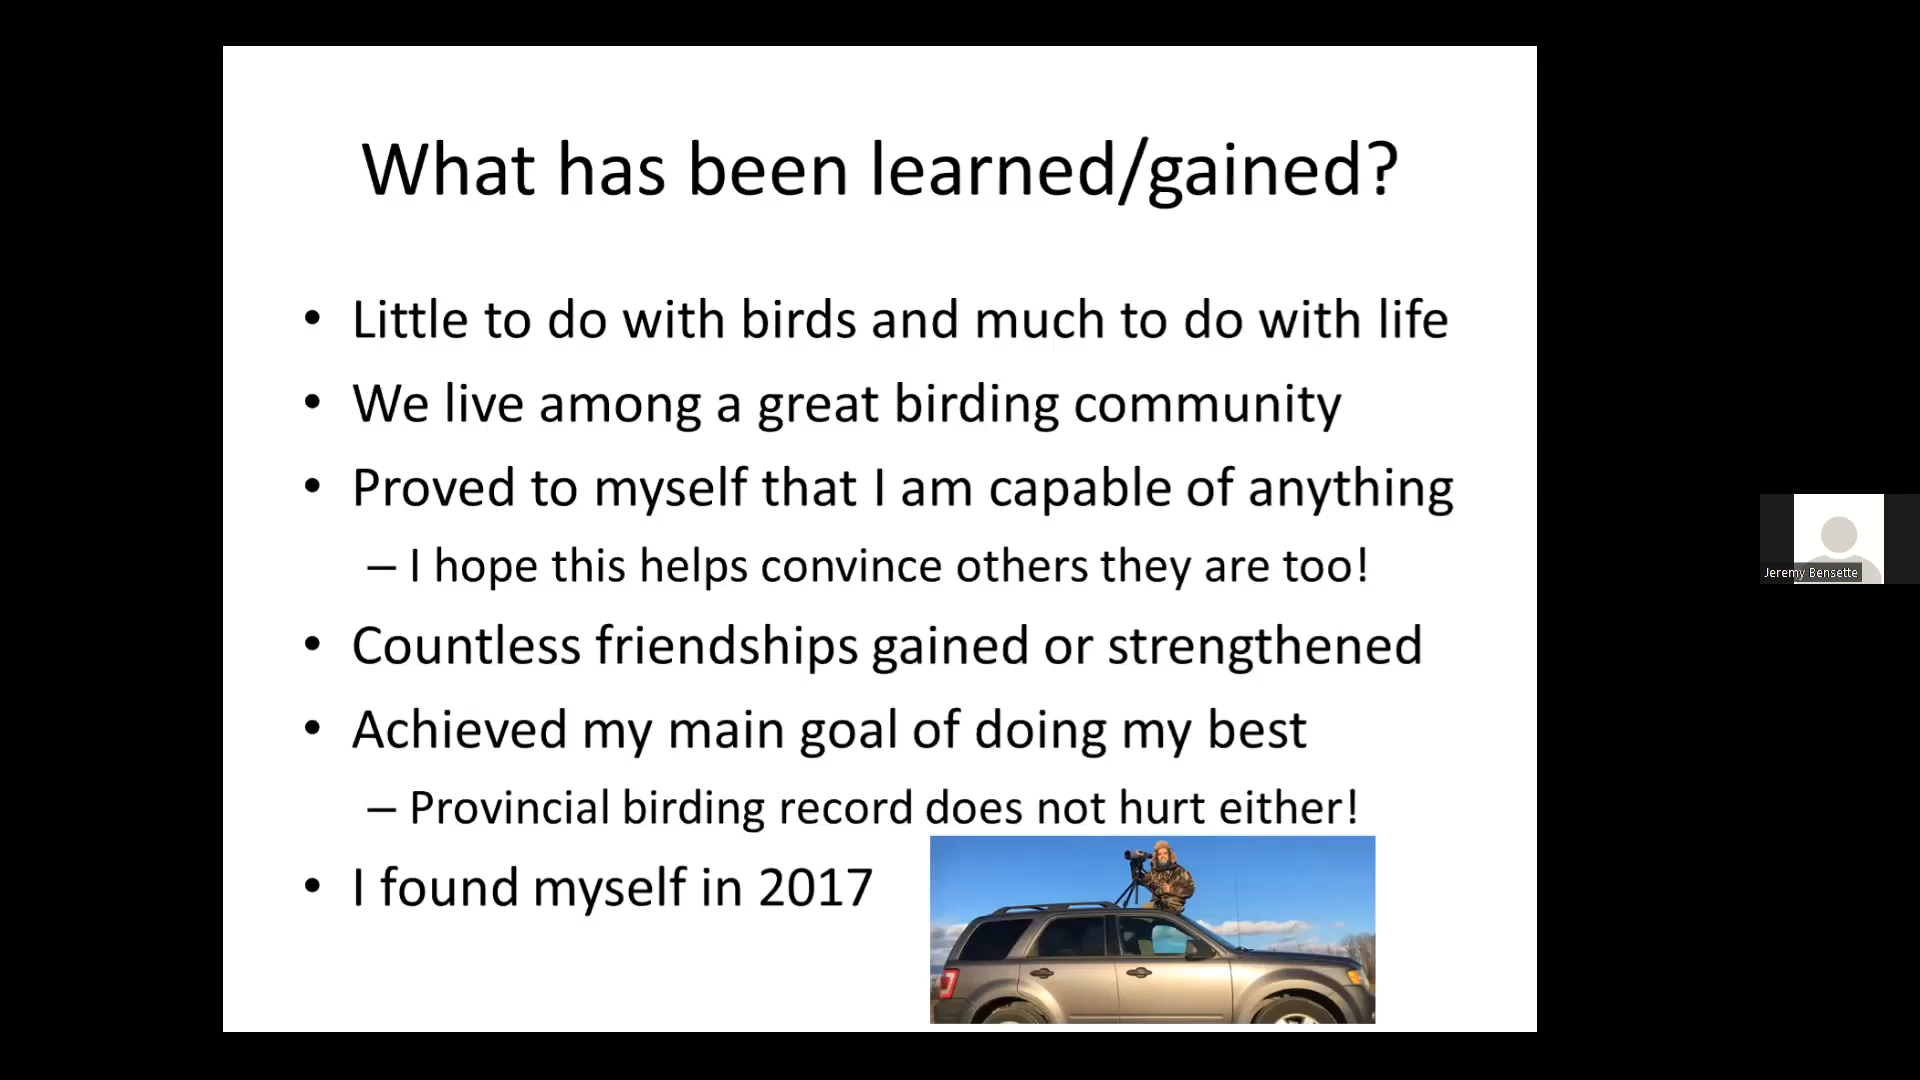 What has been learned/gained?
• Little to do with birds and much to do with life
• We live among a great birding community
• Proved to myself that I am capable of anything
– I hope this helps convince others they are too!
• Countless friendships gained or strengthened
• Achieved my main goal of doing my best
– Provincial birding record does not hurt either!
• I found myself in 2017
Jeremy Bensette